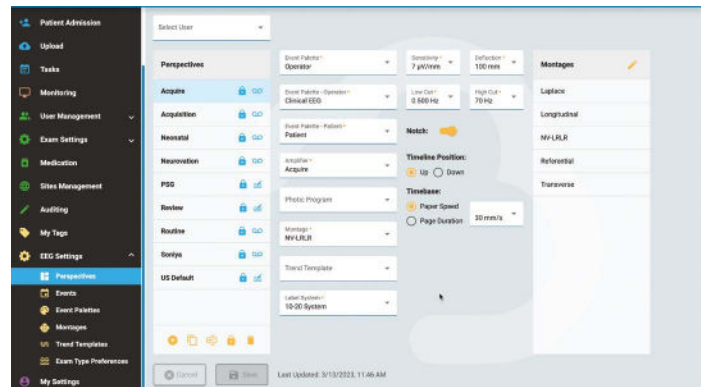 Patient Admission
Upload
Tasks
Monitoring
User Management
Exam Settings
Medication
Sites Management
Auditing
My Tags
EEG Settings
Perspectives
Events
Event Palettes
Montages
Trend Templates
Exam Type Preferences
My Settings
Select User
Perspectives
Acquire
Acquisition
Neonatal
Neurovation
PSG
Review
Routine
Soniya
US Default
Event Palette *
Operator
Event Palette - Operator *
Clinical EEG
Event Palette - Patient *
Patient
Amplifier *
Acquire
Photic Program
Montage *
NV-LRLR
Trend Template
Label System *
10-20 System
Sensitivity *
7 µV/mm
Deflection *
100 mm
Low Cut *
0.500 Hz
High Cut *
70 Hz
Notch:
Timeline Position:
Up
Down
Timebase:
Paper Speed
Page Duration
30 mm/s
Montages
Laplace
Longitudinal
NV-LRLR
Referential
Transverse
Cancel
Save
Last Updated: 3/13/2023, 11:46 AM